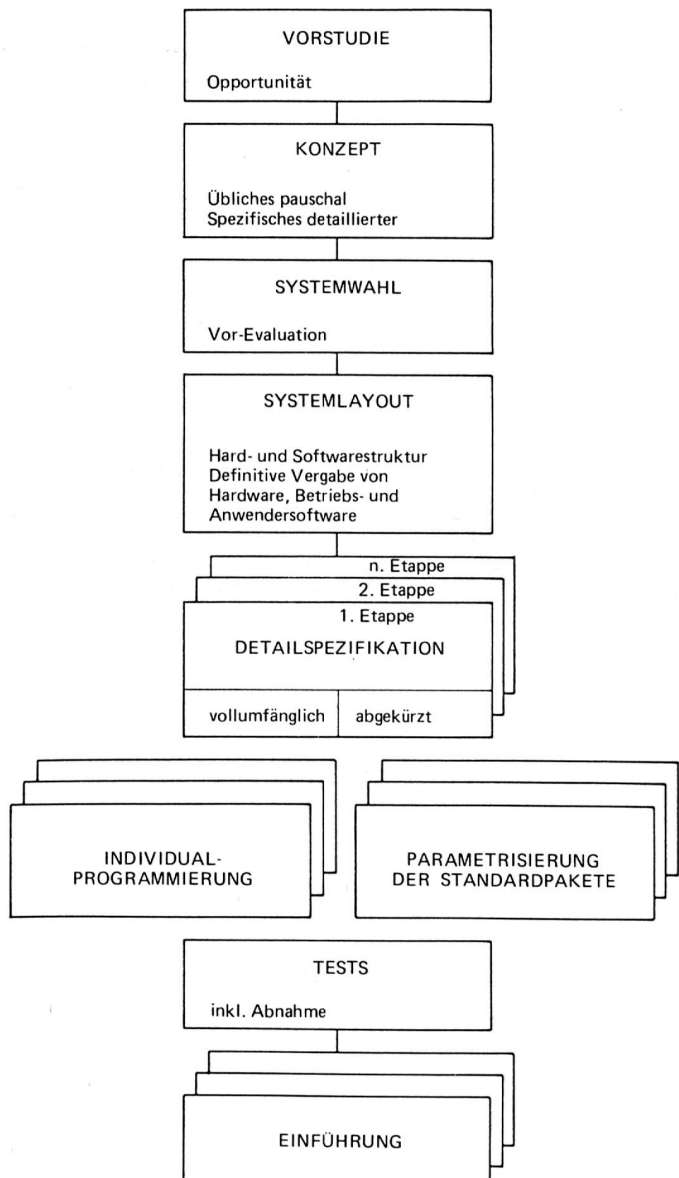 VORSTUDIE
Opportunität
KONZEPT
Übliches pauschal
Spezifisches detaillierter
SYSTEMWAHL
Vor-Evaluation
SYSTEMLAYOUT
Hard- und Softwarestruktur
Definitive Vergabe von
Hardware, Betriebs- und
Anwendersoftware
n. Etappe
2. Etappe
1. Etappe
DETAILSPEZIFIKATION
vollumfänglich
abgekürzt
INDIVIDUAL-
PROGRAMMIERUNG
PARAMETRISIERUNG
DER STANDARDPAKETE
TESTS
inkl. Abnahme
EINFÜHRUNG